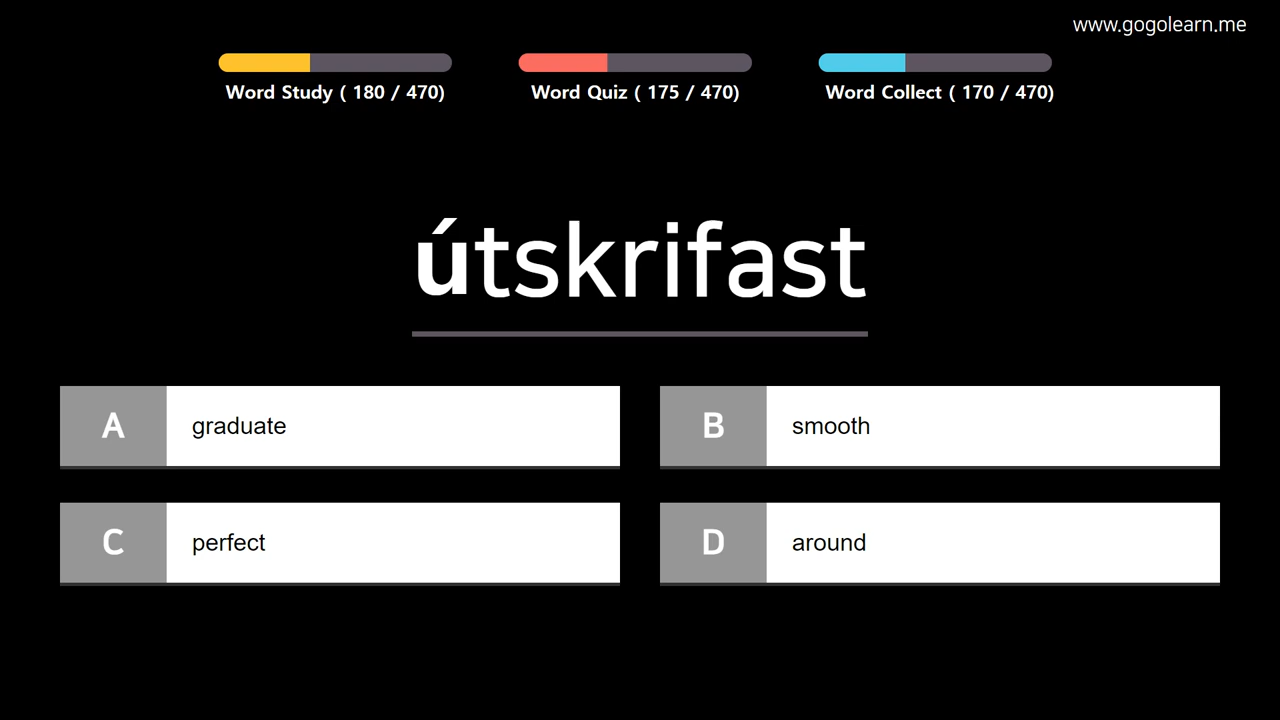 www.gogolearn.me
Word Study ( 180 / 470)
Word Quiz ( 175 / 470)
Word Collect ( 170 / 470)
útskrifast
A graduate
B smooth
C perfect
D around